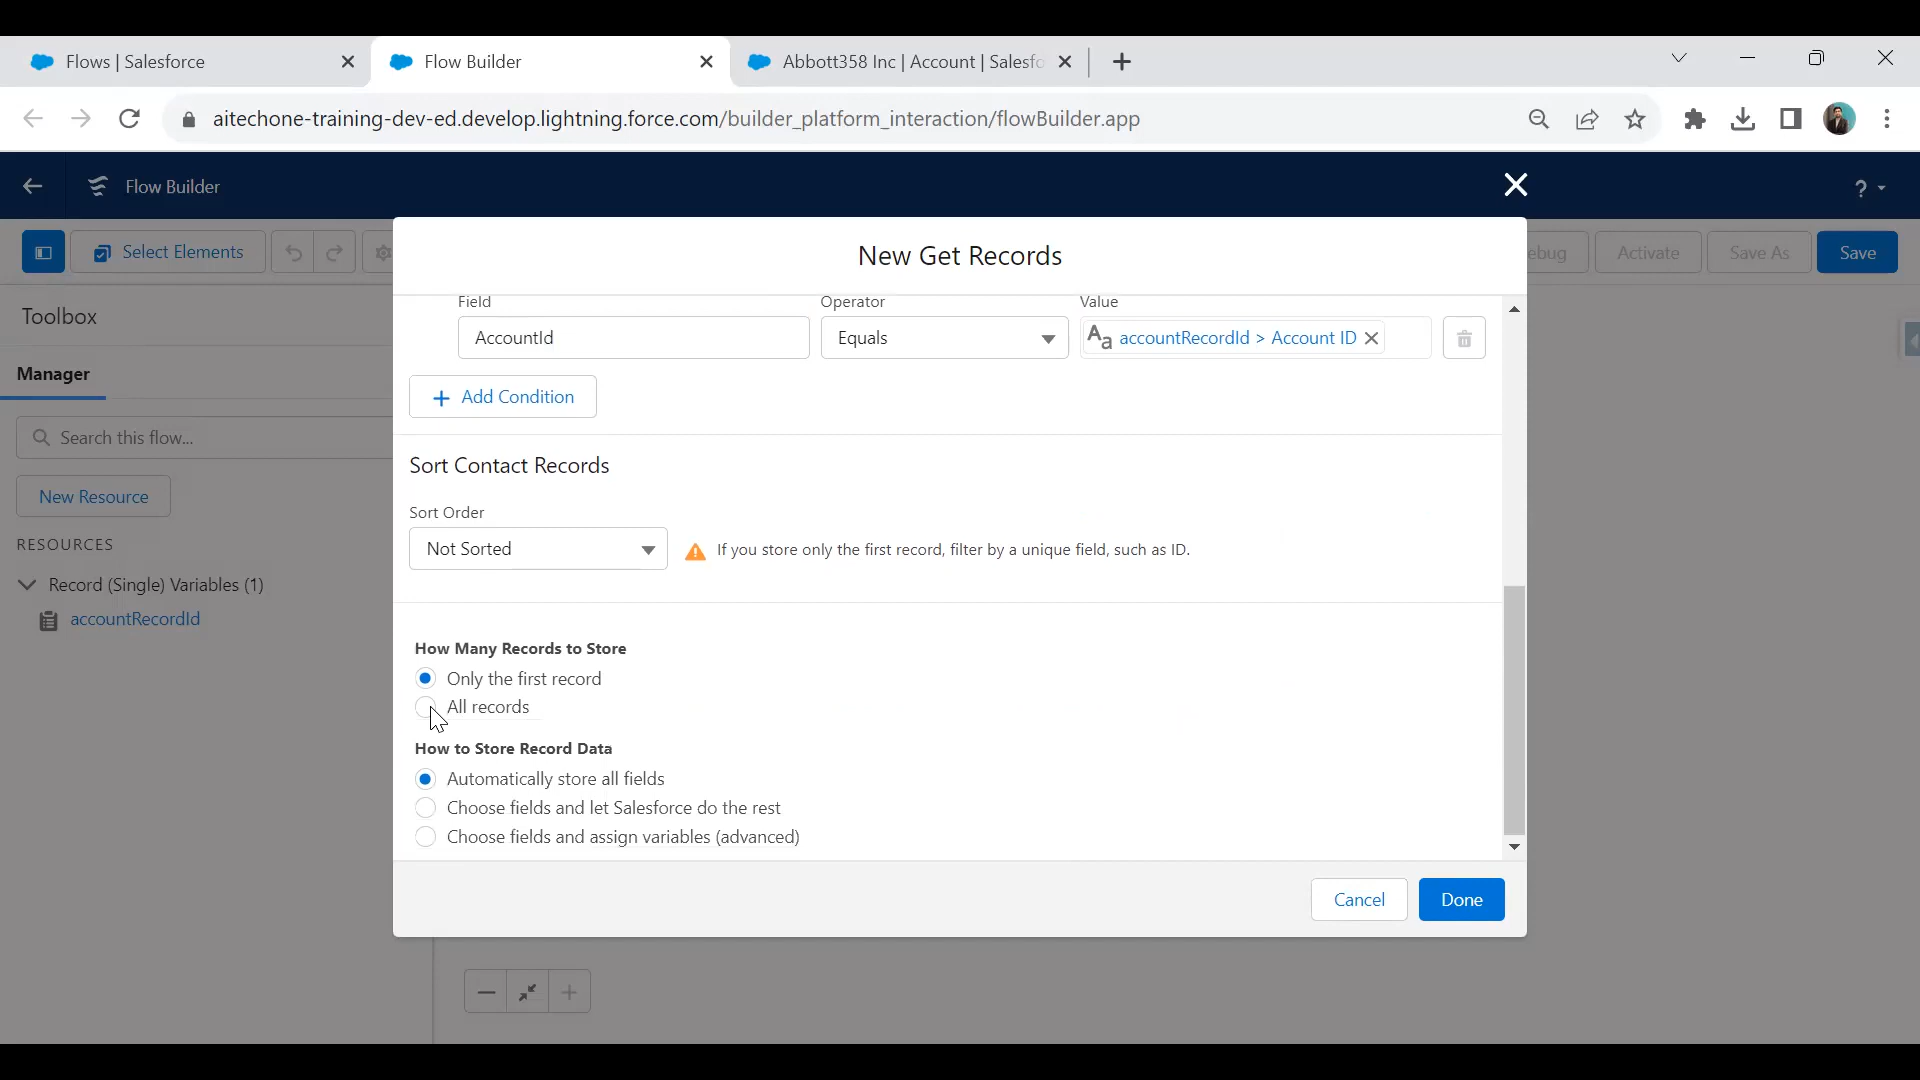 Flows | Salesforce
Flow Builder
Abbott358 Inc | Account | Salesfo
aitechone-training-dev-ed.develop.lightning.force.com/builder_platform_interaction/flowBuilder.app
Flow Builder
?
Select Elements
ebug
Activate
Save As
Save
New Get Records
Toolbox
Manager
Search this flow...
New Resource
RESOURCES
Record (Single) Variables (1)
accountRecordId
Field
Operator
Value
AccountId
Equals
Aa accountRecordId > Account ID
+ Add Condition
Sort Contact Records
Sort Order
Not Sorted
If you store only the first record, filter by a unique field, such as ID.
How Many Records to Store
Only the first record
All records
How to Store Record Data
Automatically store all fields
Choose fields and let Salesforce do the rest
Choose fields and assign variables (advanced)
Cancel
Done